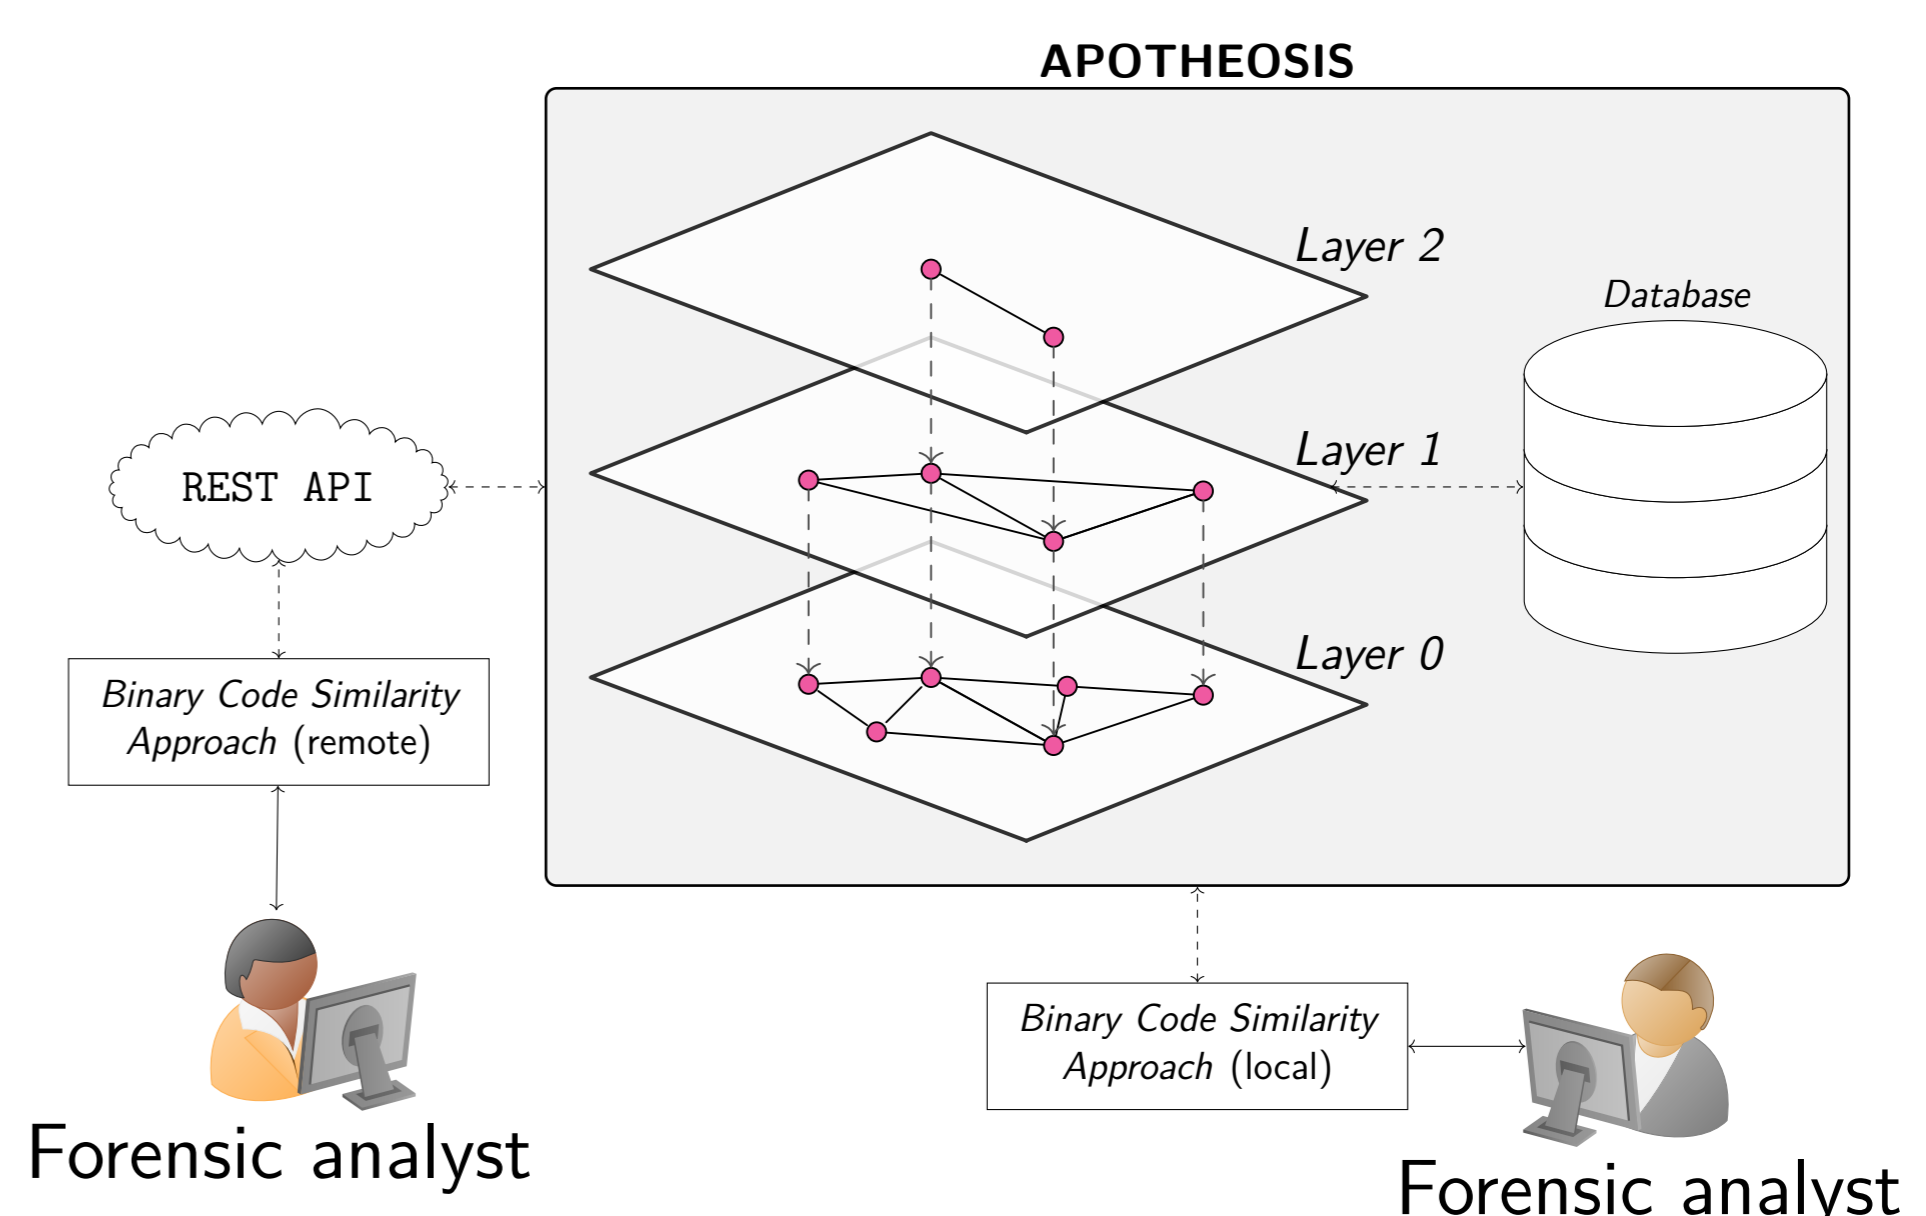 APOTHEOSIS
Layer 2
Database
Layer 1
REST API
Layer 0
Binary Code Similarity
Approach (remote)
Binary Code Similarity
Approach (local)
Forensic analyst
Forensic analyst